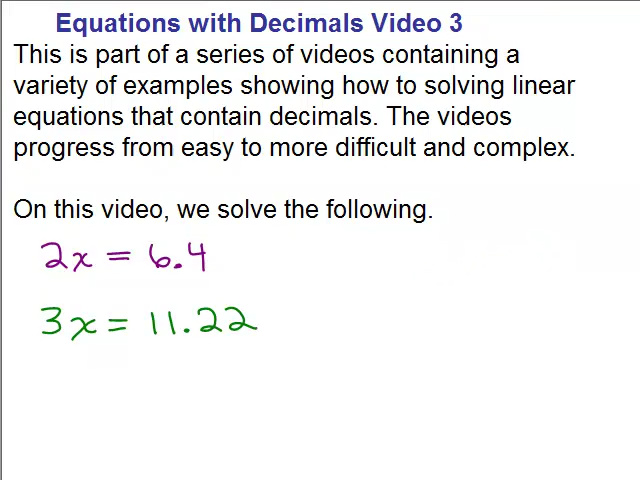 Equations with Decimals Video 3
This is part of a series of videos containing a
variety of examples showing how to solving linear
equations that contain decimals. The videos
progress from easy to more difficult and complex.
On this video, we solve the following.
2x = 6.4
3x = 11.22